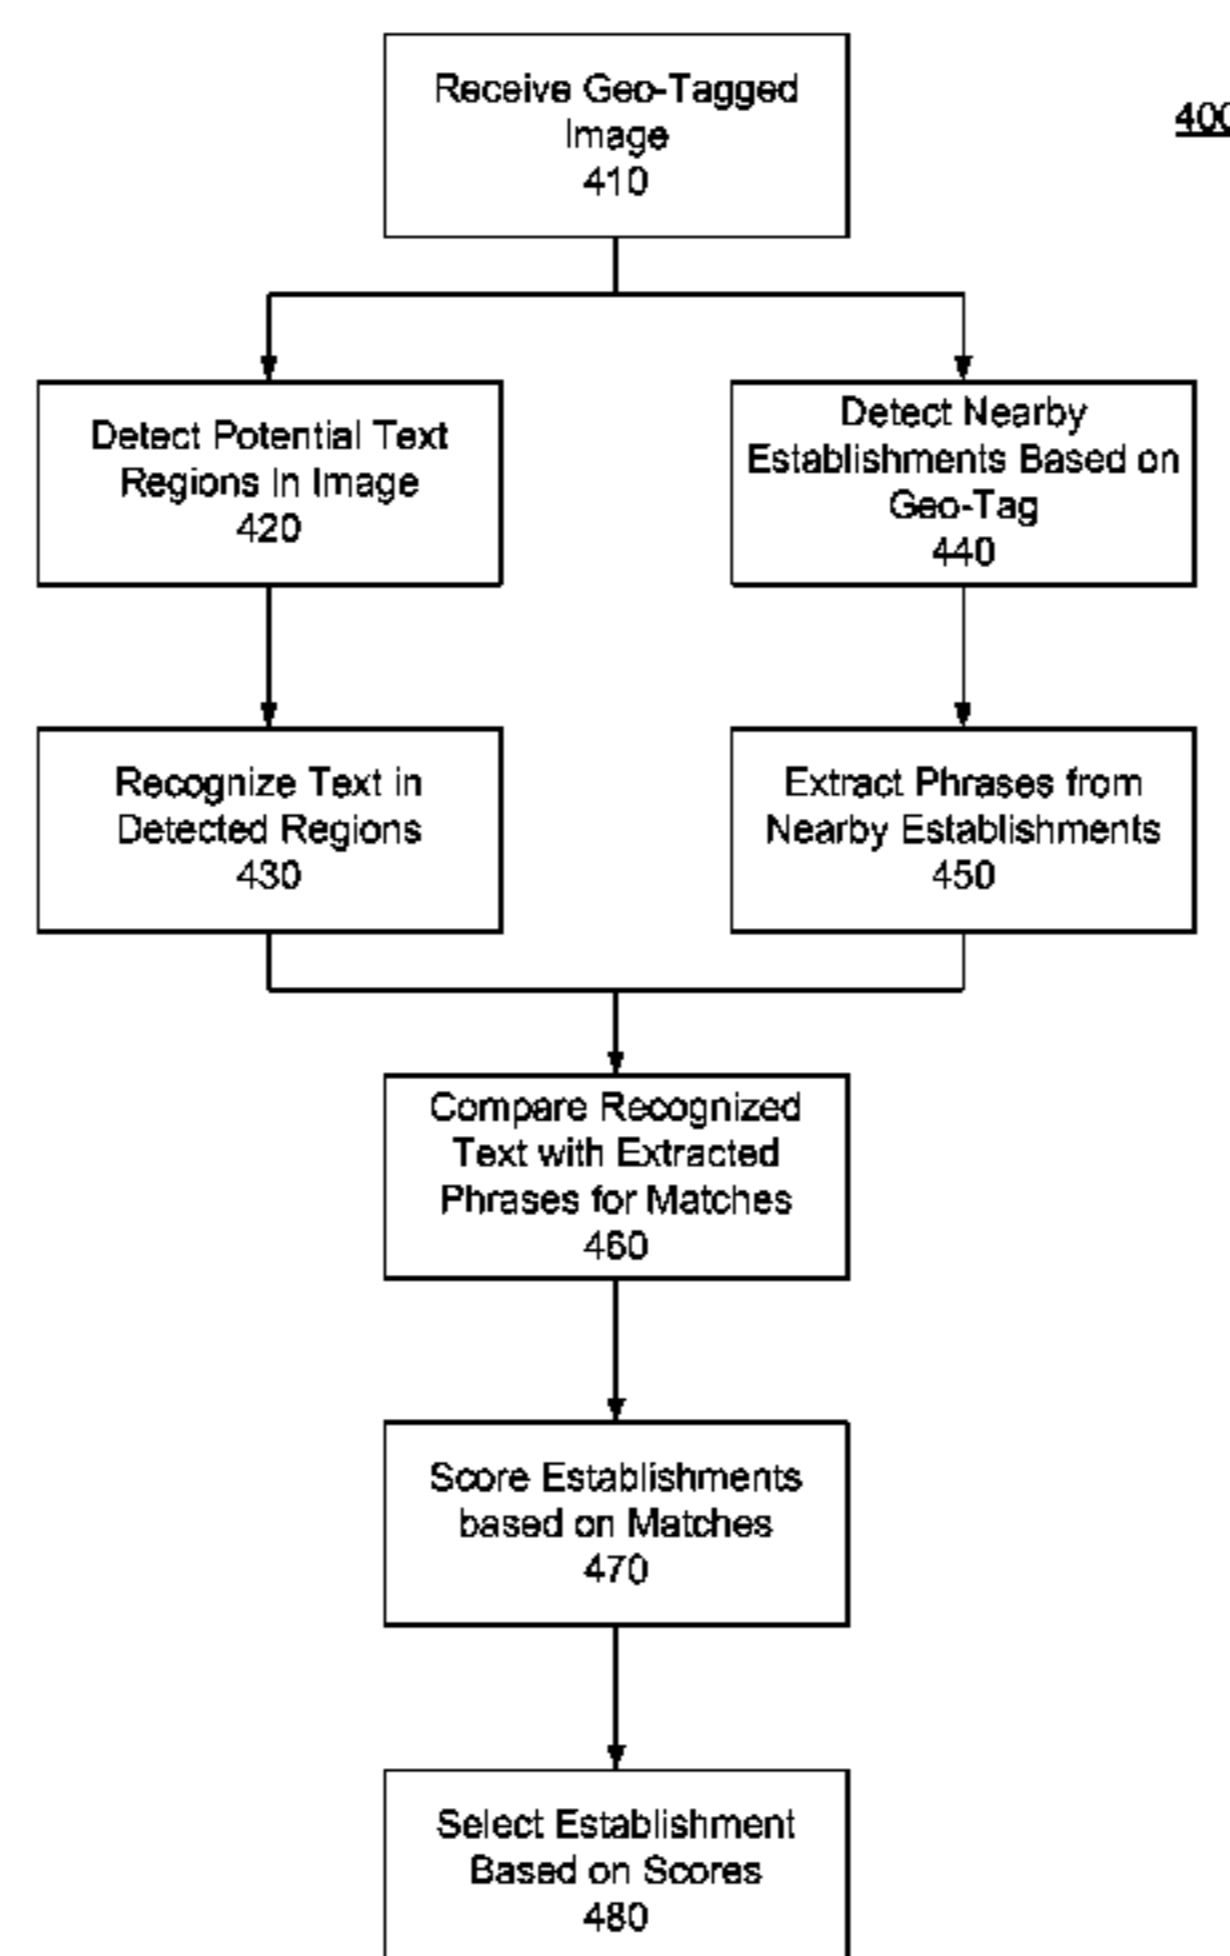 Receive Geo-Tagged
Image
410
400
Detect Potential Text
Regions In Image
420
Detect Nearby
Establishments Based on
Geo-Tag
440
Recognize Text in
Detected Regions
430
Extract Phrases from
Nearby Establishments
450
Compare Recognized
Text with Extracted
Phrases for Matches
460
Score Establishments
based on Matches
470
Select Establishment
Based on Scores
480